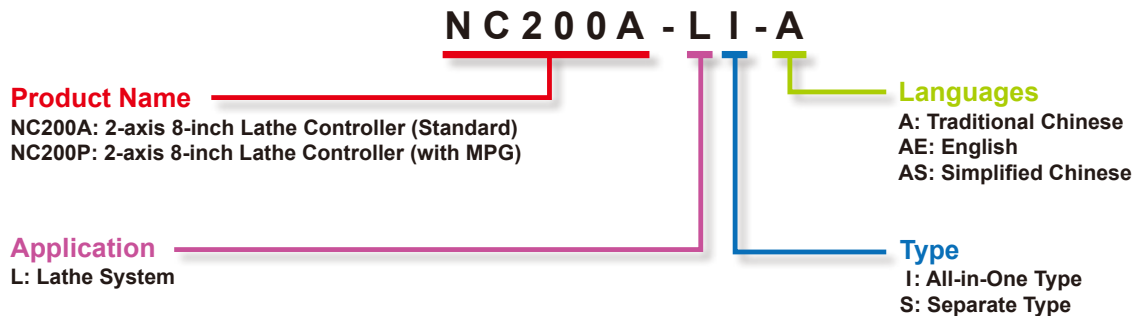 NC200A-LI-A
Product Name
NC200A: 2-axis 8-inch Lathe Controller (Standard)
NC200P: 2-axis 8-inch Lathe Controller (with MPG)
Languages
A: Traditional Chinese
AE: English
AS: Simplified Chinese
Application
L: Lathe System
Type
I: All-in-One Type
S: Separate Type